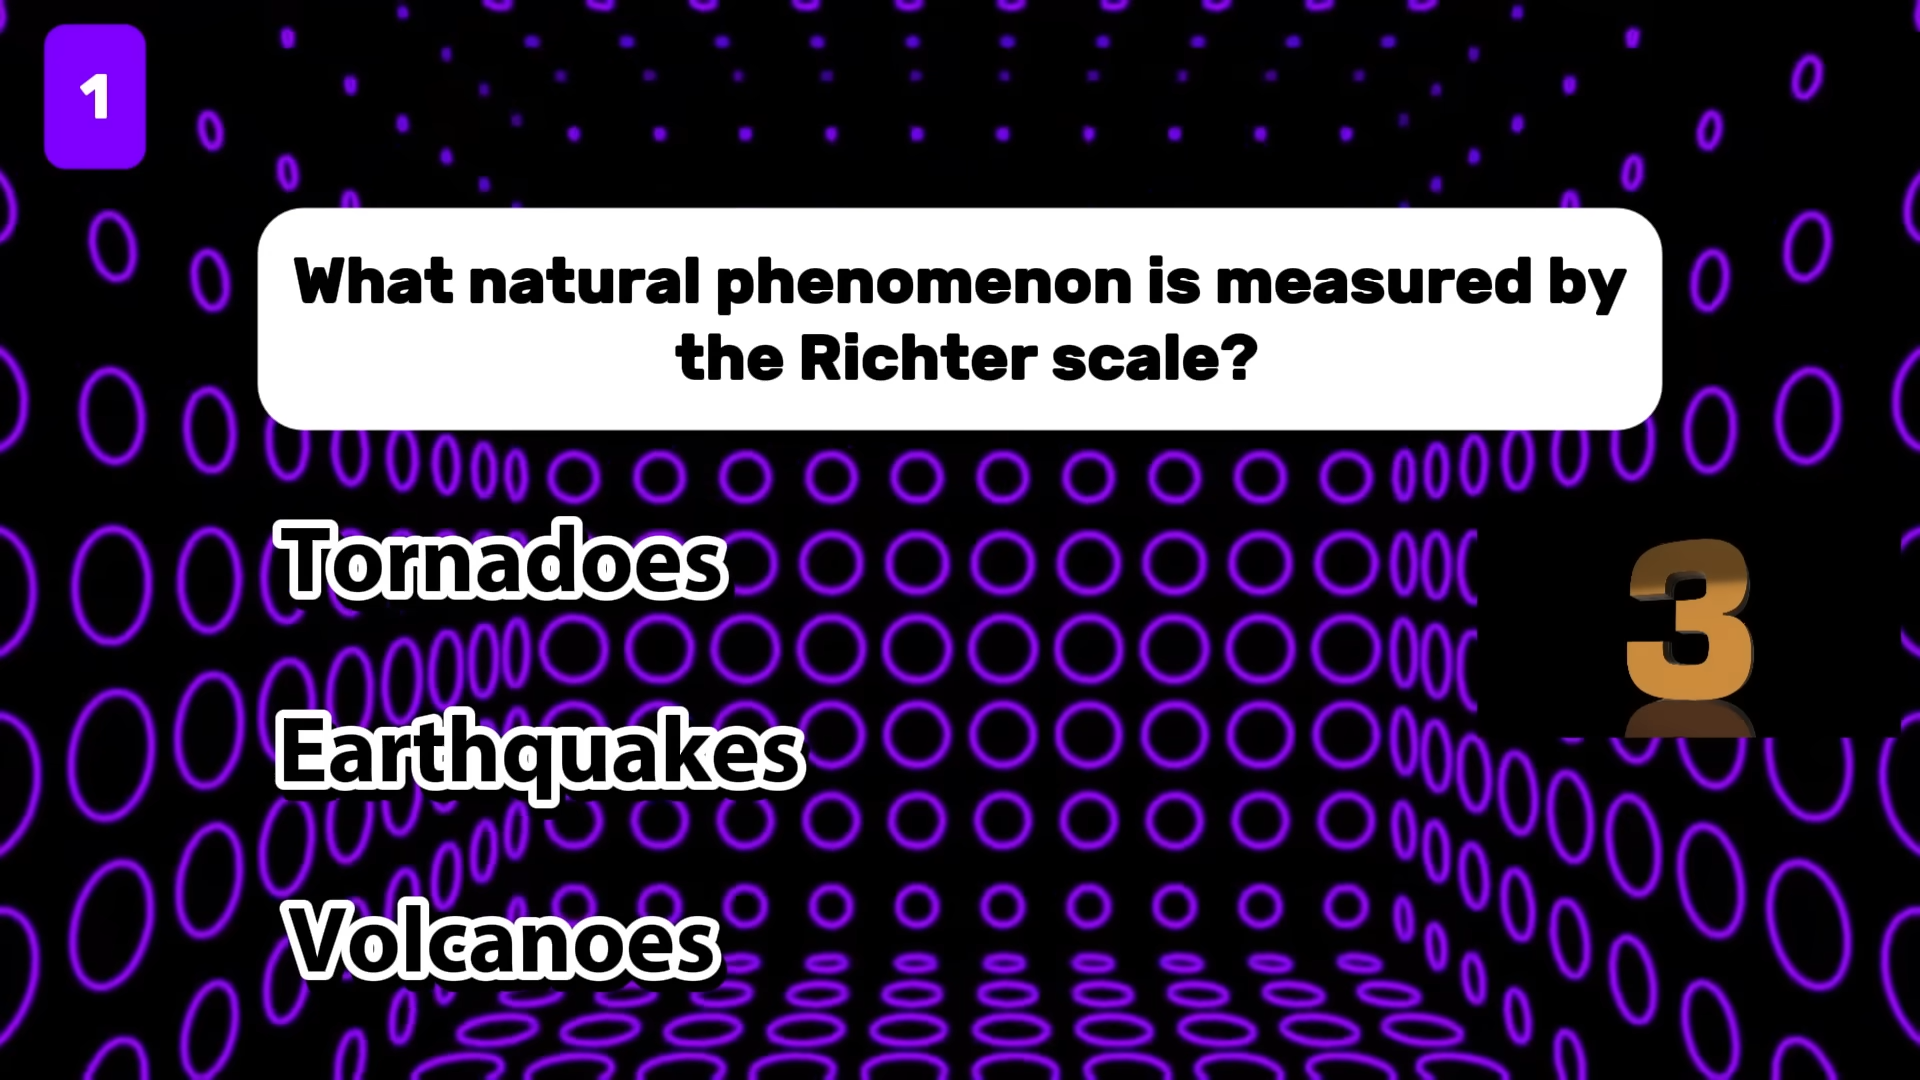 1
What natural phenomenon is measured by
the Richter scale?
Tornadoes
3
Earthquakes
Volcanoes